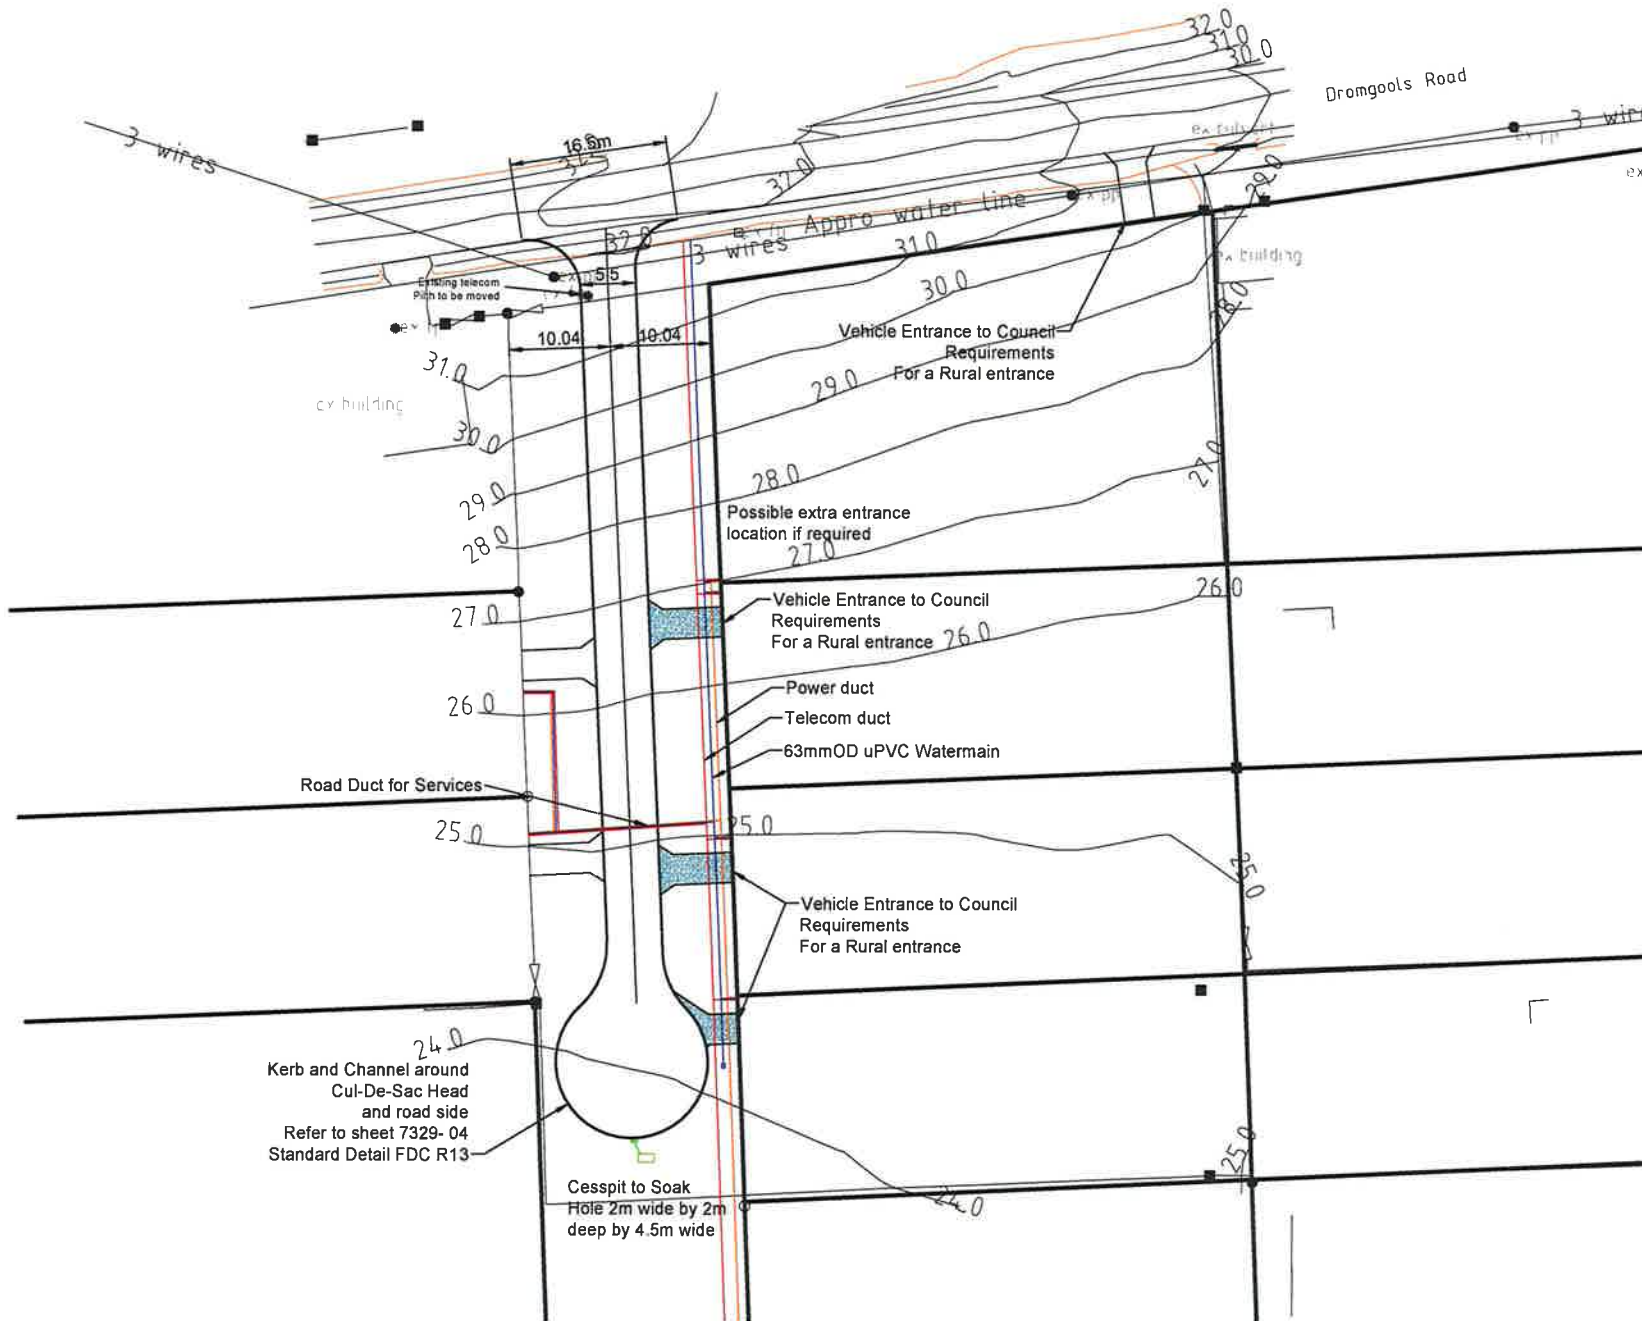 32.0
31.0
30.0
Dromgools Road
3 wires
16.5m
32.0
ex culvert
3 wires
ex pp
29.0
ex pp
Appro water line
32.0
3 wires
31.0
ex building
5.5
Existing telecom
Pit to be moved
30.0
28.0
10.04
10.04
Vehicle Entrance to Council
Requirements
For a Rural entrance
31.0
29.0
ex building
30.0
28.0
27.0
29.0
Possible extra entrance
location if required
28.0
27.0
26.0
27.0
Vehicle Entrance to Council
Requirements
For a Rural entrance
26.0
26.0
Power duct
Telecom duct
63mmOD uPVC Watermain
Road Duct for Services
25.0
25.0
25.0
Vehicle Entrance to Council
Requirements
For a Rural entrance
24.0
Kerb and Channel around
Cul-De-Sac Head
and road side
Refer to sheet 7329- 04
Standard Detail FDC R13
25.0
Cesspit to Soak
Hole 2m wide by 2m
deep by 4.5m wide
24.0